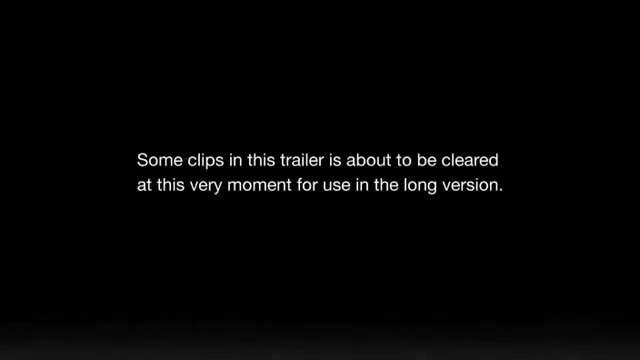 Some clips in this trailer is about to be cleared
at this very moment for use in the long version.